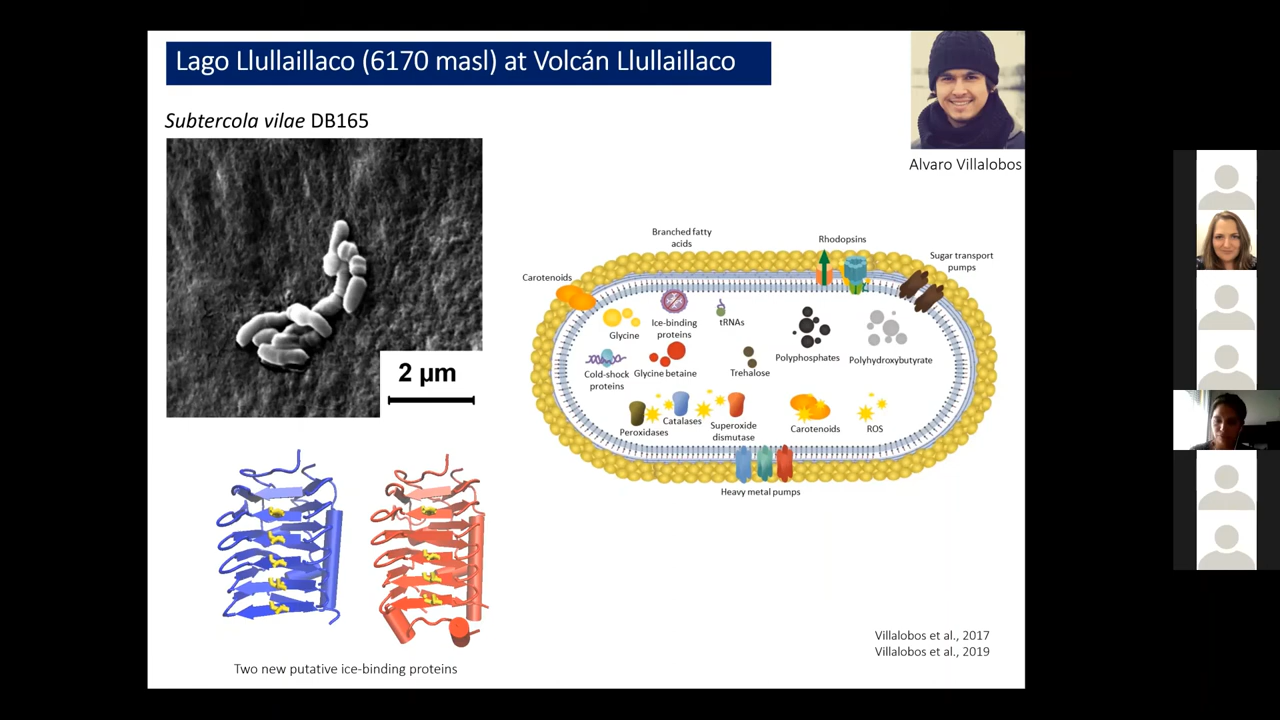 Lago Llullaillaco (6170 masl) at Volcán Llullaillaco
Subtercola vilae DB165
Alvaro Villalobos
2 µm
Branched fatty
acids
Rhodopsins
Sugar transport
pumps
Carotenoids
Glycine
Ice-binding
proteins
tRNAs
Polyphosphates
Polyhydroxybutyrate
Cold-shock
proteins
Glycine betaine
Trehalose
Peroxidases
Catalases
Superoxide
dismutase
Carotenoids
ROS
Heavy metal pumps
Two new putative ice-binding proteins
Villalobos et al., 2017
Villalobos et al., 2019